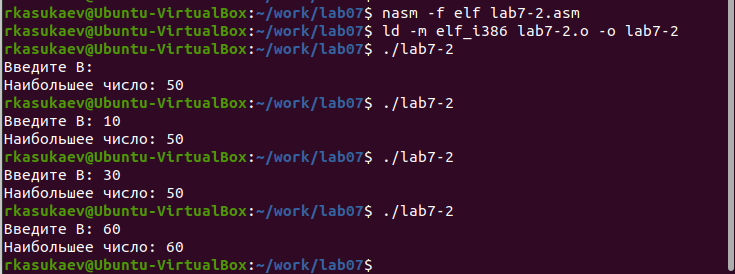 rkasukaev@Ubuntu-VirtualBox:~/work/lab07$ nasm -f elf lab7-2.asm
rkasukaev@Ubuntu-VirtualBox:~/work/lab07$ ld -m elf_i386 lab7-2.o -o lab7-2
rkasukaev@Ubuntu-VirtualBox:~/work/lab07$ ./lab7-2
Введите B:
Наибольшее число: 50
rkasukaev@Ubuntu-VirtualBox:~/work/lab07$ ./lab7-2
Введите B: 10
Наибольшее число: 50
rkasukaev@Ubuntu-VirtualBox:~/work/lab07$ ./lab7-2
Введите B: 30
Наибольшее число: 50
rkasukaev@Ubuntu-VirtualBox:~/work/lab07$ ./lab7-2
Введите B: 60
Наибольшее число: 60
rkasukaev@Ubuntu-VirtualBox:~/work/lab07$